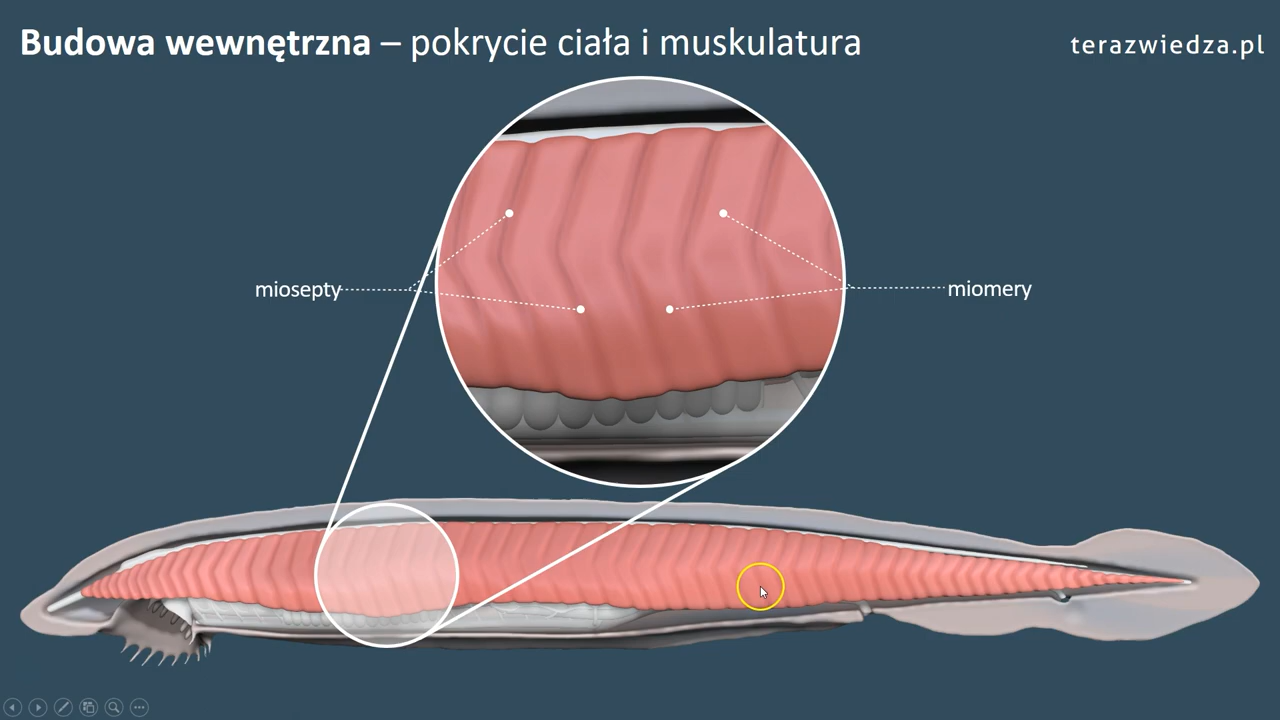 Budowa wewnętrzna – pokrycie ciała i muskulatura
terazwiedza.pl
miosepty
miomery